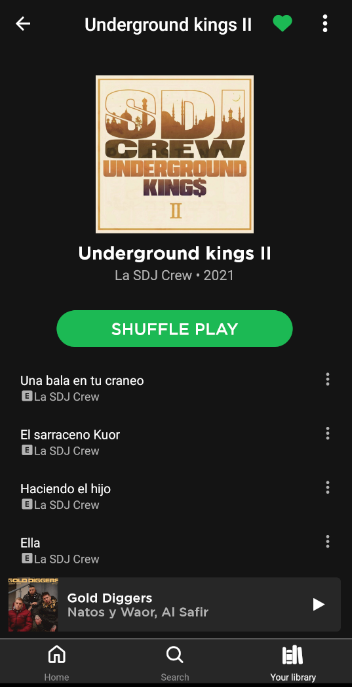 Underground kings II
SDJ
CREW
UNDERGROUND
KING$
II
Underground kings II
La SDJ Crew • 2021
SHUFFLE PLAY
Una bala en tu craneo
E La SDJ Crew
El sarraceno Kuor
E La SDJ Crew
Haciendo el hijo
E La SDJ Crew
Ella
E La SDJ Crew
GOLD DIGGERS
Gold Diggers
Natos y Waor, Al Safir
Home
Search
Your library